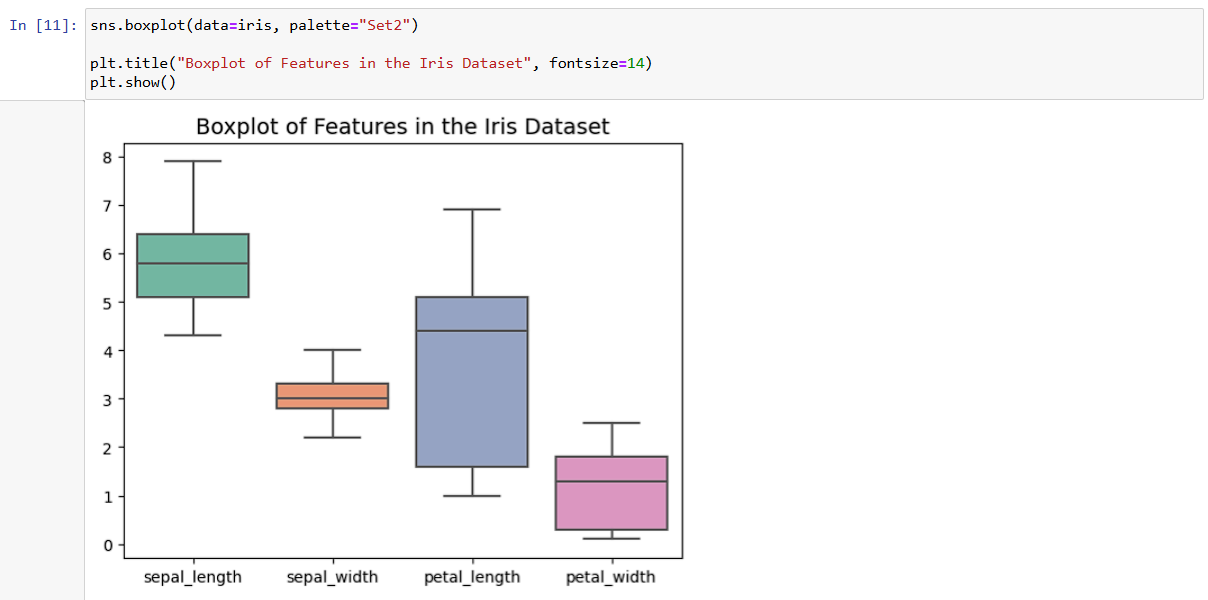 In [11]: sns.boxplot(data=iris, palette="Set2")
plt.title("Boxplot of Features in the Iris Dataset", fontsize=14)
plt.show()
Boxplot of Features in the Iris Dataset
8
7
6
5
4
3
2
1
0
sepal_length sepal_width petal_length petal_width